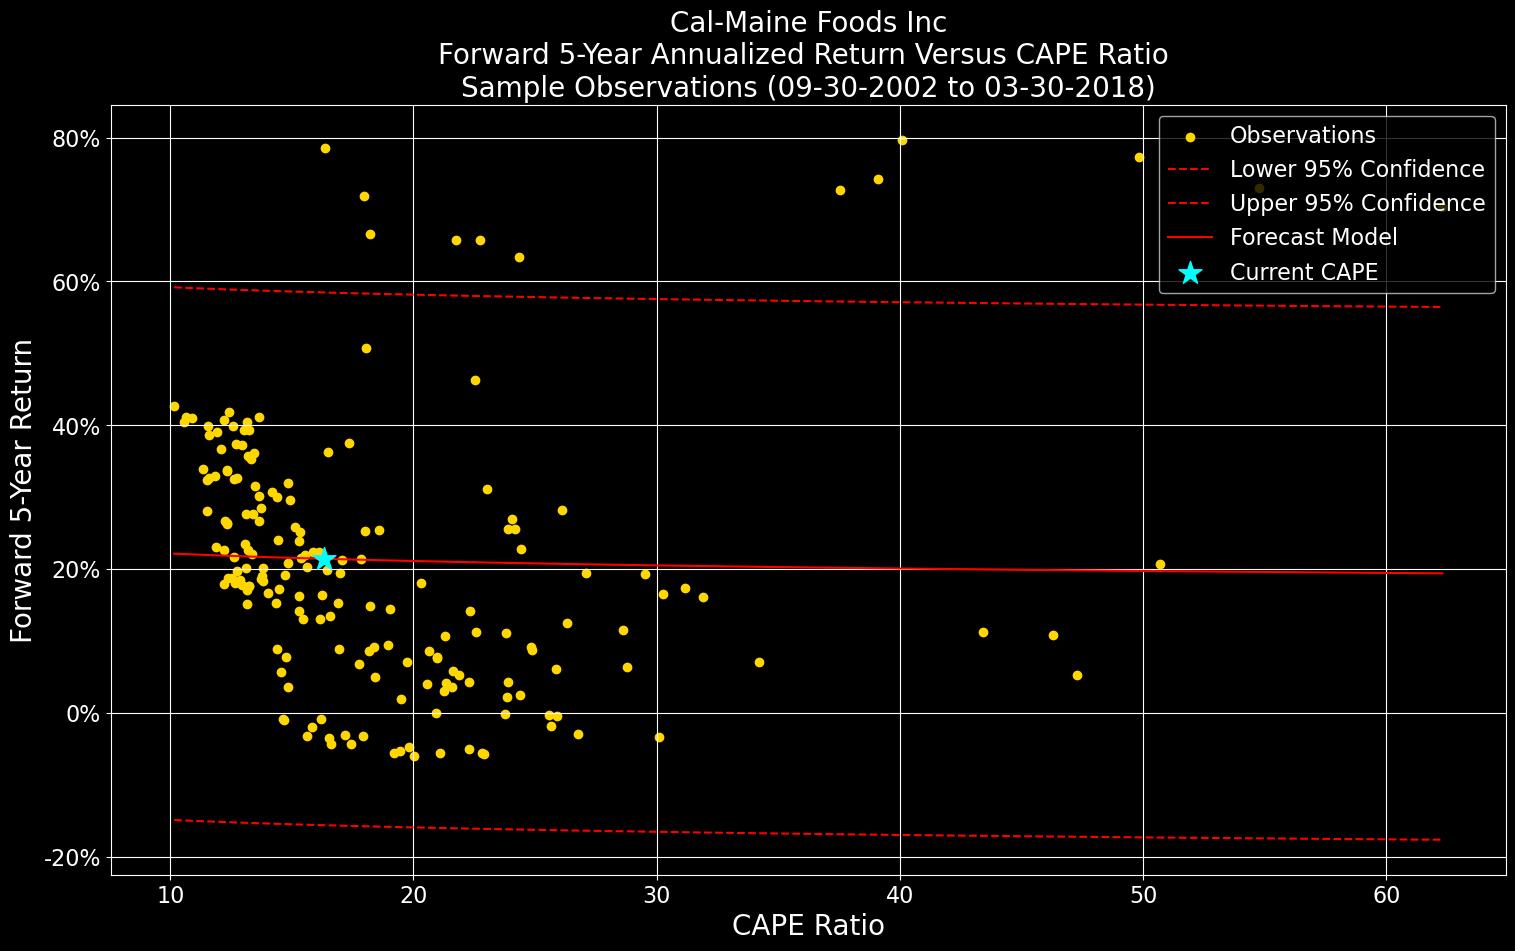 Cal-Maine Foods Inc
Forward 5-Year Annualized Return Versus CAPE Ratio
Sample Observations (09-30-2002 to 03-30-2018)
Observations
Lower 95% Confidence
Upper 95% Confidence
Forecast Model
Current CAPE
Forward 5-Year Return
80%
60%
40%
20%
0%
-20%
10
20
30
40
50
60
CAPE Ratio